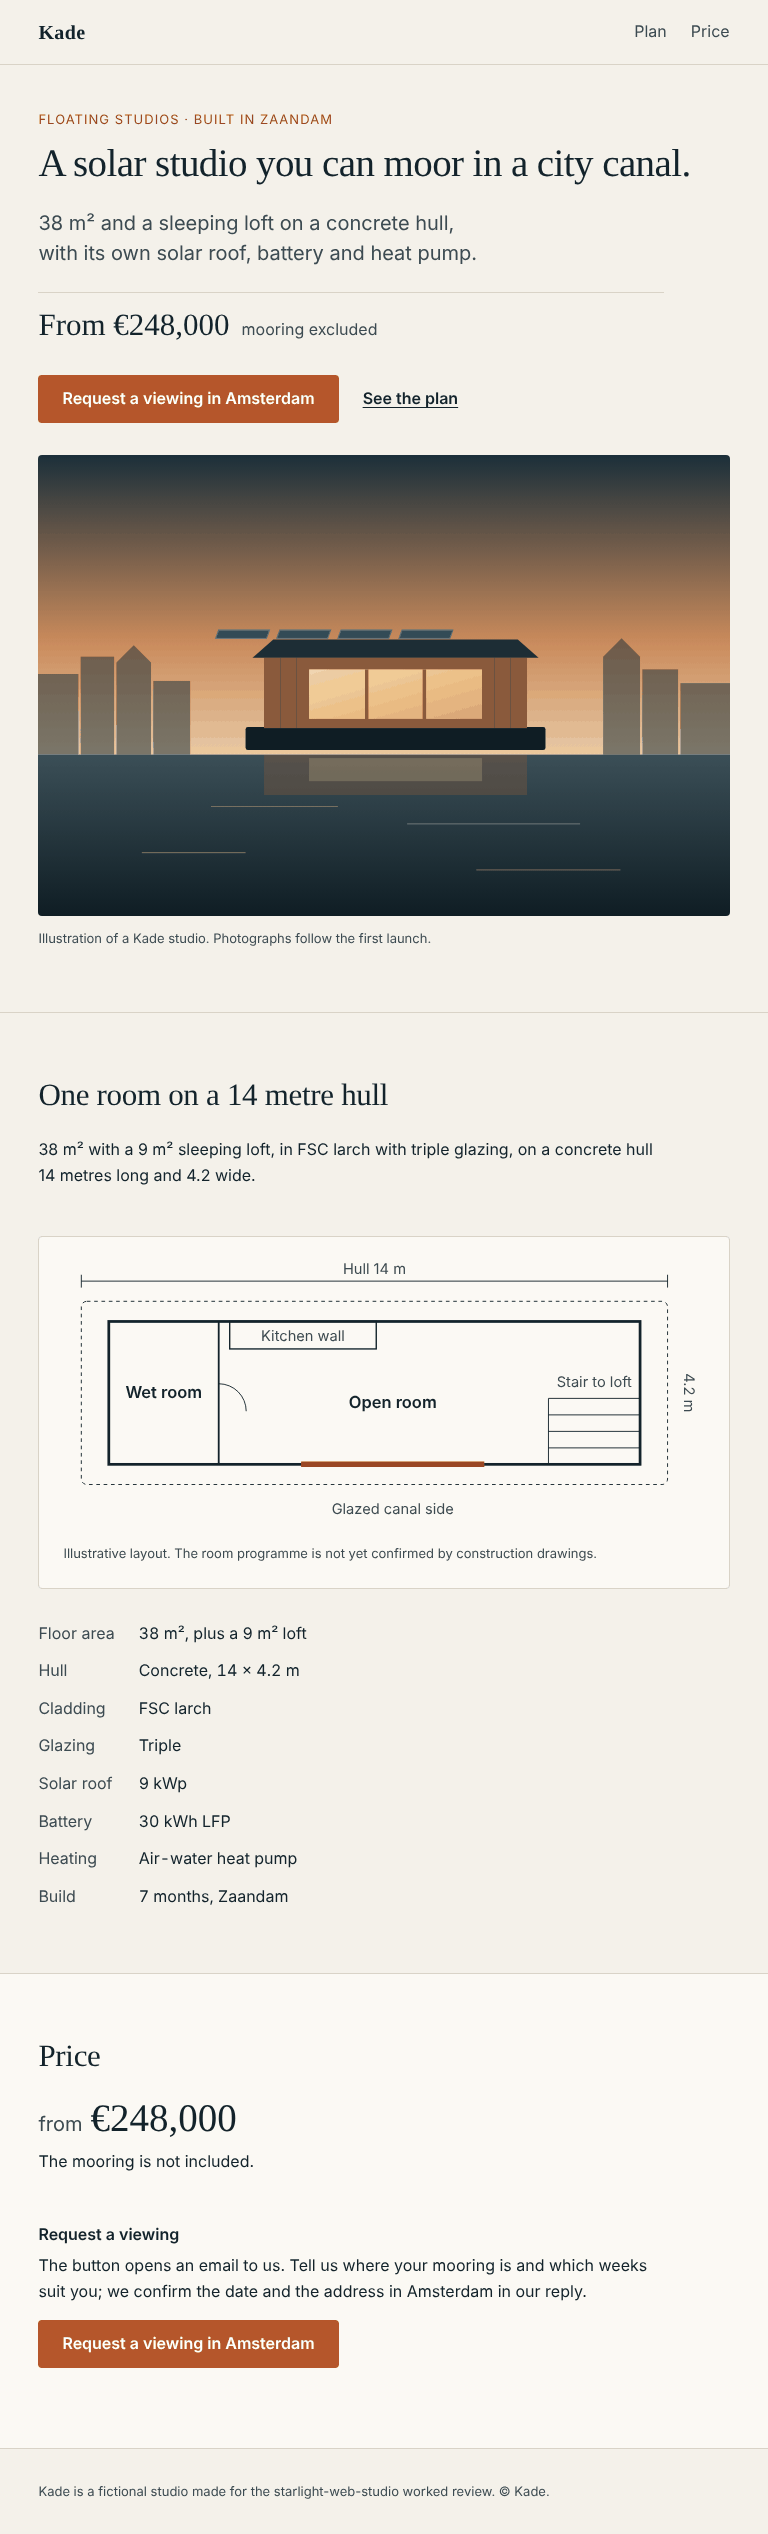 Kade
Plan
Price
FLOATING STUDIOS · BUILT IN ZAANDAM
A solar studio you can moor in a city canal.
38 m² and a sleeping loft on a concrete hull,
with its own solar roof, battery and heat pump.
From €248,000 mooring excluded
Request a viewing in Amsterdam
See the plan
Illustration of a Kade studio. Photographs follow the first launch.
One room on a 14 metre hull
38 m² with a 9 m² sleeping loft, in FSC larch with triple glazing, on a concrete hull
14 metres long and 4.2 wide.
Hull 14 m
Kitchen wall
Wet room
Open room
Stair to loft
4.2 m
Glazed canal side
Illustrative layout. The room programme is not yet confirmed by construction drawings.
Floor area 38 m², plus a 9 m² loft
Hull Concrete, 14 × 4.2 m
Cladding FSC larch
Glazing Triple
Solar roof 9 kWp
Battery 30 kWh LFP
Heating Air-water heat pump
Build 7 months, Zaandam
Price
from €248,000
The mooring is not included.
Request a viewing
The button opens an email to us. Tell us where your mooring is and which weeks
suit you; we confirm the date and the address in Amsterdam in our reply.
Request a viewing in Amsterdam
Kade is a fictional studio made for the starlight-web-studio worked review. © Kade.